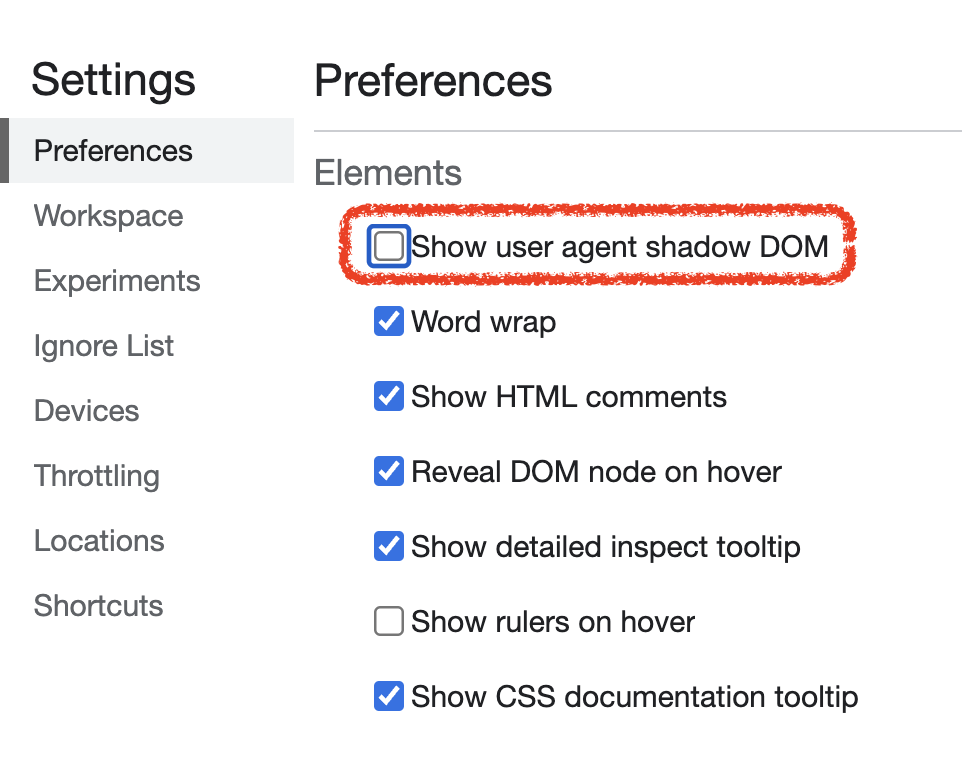 Settings
Preferences
Workspace
Experiments
Ignore List
Devices
Throttling
Locations
Shortcuts
Preferences
Elements
Show user agent shadow DOM
Word wrap
Show HTML comments
Reveal DOM node on hover
Show detailed inspect tooltip
Show rulers on hover
Show CSS documentation tooltip